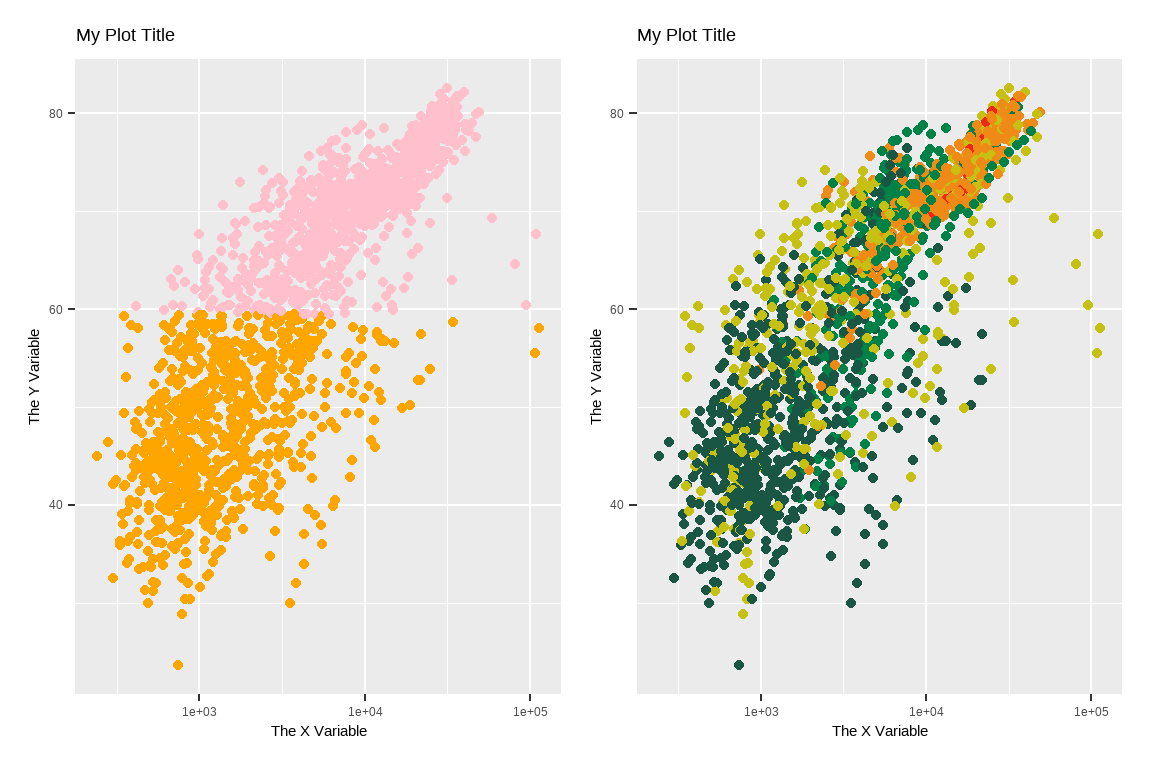 My Plot Title
80
60
40
The Y Variable
1e+03
1e+04
1e+05
The X Variable
My Plot Title
80
60
40
The Y Variable
1e+03
1e+04
1e+05
The X Variable